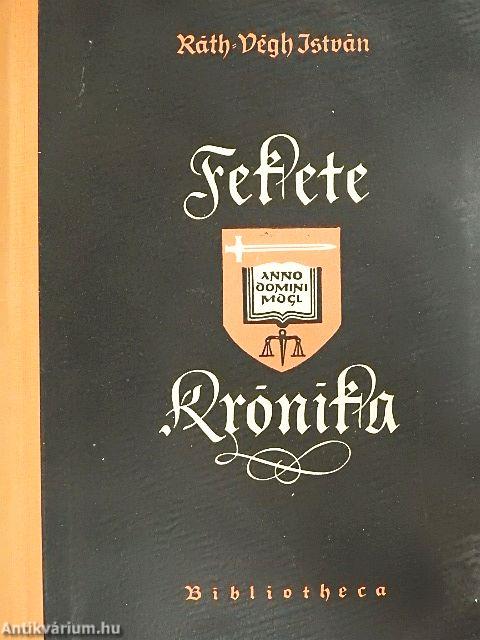 Ráth-Végh István
Fekete
ANNO
DOMINI
MDCL
Krónika
Bibliotheca
Antikvárium.hu